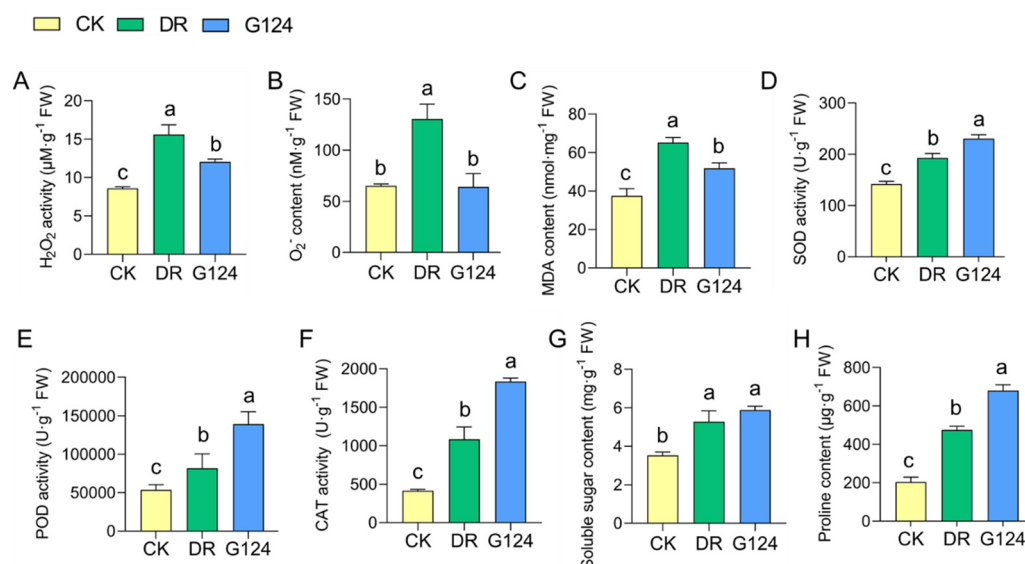 CK DR G124
A
H₂O₂ activity (μM·g⁻¹ FW)
20
15
10
5
0
c
a
b
CK DR G124
B
O₂⁻ content (nM·g⁻¹ FW)
150
100
50
0
b
a
b
CK DR G124
C
MDA content (nmol·mg⁻¹ FW)
80
60
40
20
0
c
a
b
CK DR G124
D
SOD activity (U·g⁻¹ FW)
300
200
100
0
c
b
a
CK DR G124
E
POD activity (U·g⁻¹ FW)
200000
150000
100000
50000
0
c
b
a
CK DR G124
F
CAT activity (U·g⁻¹ FW)
2000
1500
1000
500
0
c
b
a
CK DR G124
G
Soluble sugar content (mg·g⁻¹ FW)
8
6
4
2
0
b
a
a
CK DR G124
H
Proline content (μg·g⁻¹ FW)
800
600
400
200
0
c
b
a
CK DR G124